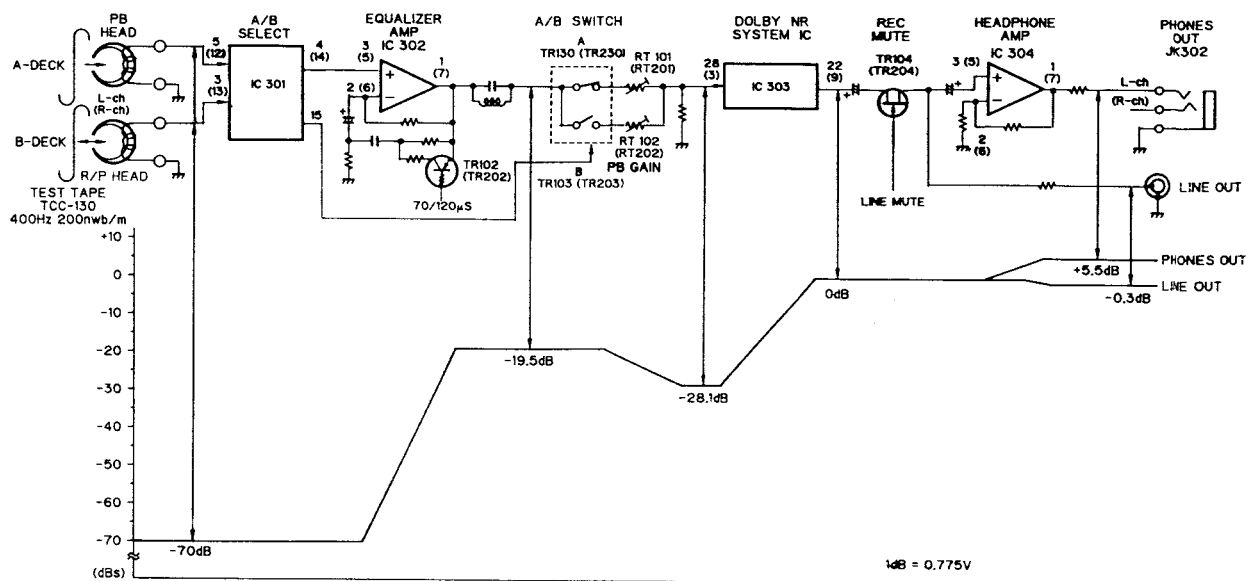 PB
HEAD
A-DECK
B-DECK
L-ch
(R-ch)
R/P HEAD
TEST TAPE
TCC-130
400Hz 200nwb/m
5
(12)
3
(13)
A/B
SELECT
IC 301
4
(14)
15
EQUALIZER
AMP
IC 302
3
(5)
+
2 (6)
−
1
(7)
+
TR102
(TR202)
70/120µS
A/B SWITCH
A
TR130 (TR230)
B
TR103 (TR203)
RT 101
(RT201)
RT 102
(RT202)
PB GAIN
DOLBY NR
SYSTEM IC
28
(3)
IC 303
22
(9)
+
REC
MUTE
TR104
(TR204)
LINE MUTE
HEADPHONE
AMP
IC 304
+
3 (5)
+
−
2
(6)
1
(7)
PHONES
OUT
JK302
L-ch
(R-ch)
LINE OUT
+10
0
-10
-20
-30
-40
-50
-60
-70
(dBs)
-70dB
-19.5dB
-28.1dB
0dB
+5.5dB
-0.3dB
PHONES OUT
LINE OUT
1dB = 0.775V